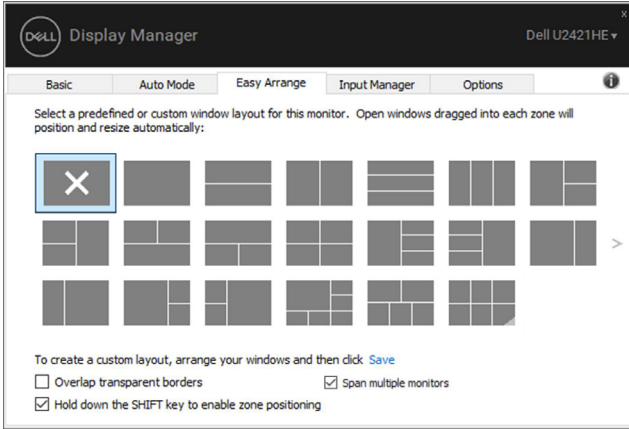 x
DELL Display Manager
Dell U2421HE
Basic Auto Mode Easy Arrange Input Manager Options i
Select a predefined or custom window layout for this monitor. Open windows dragged into each zone will
position and resize automatically:
To create a custom layout, arrange your windows and then click Save
Overlap transparent borders Span multiple monitors
Hold down the SHIFT key to enable zone positioning